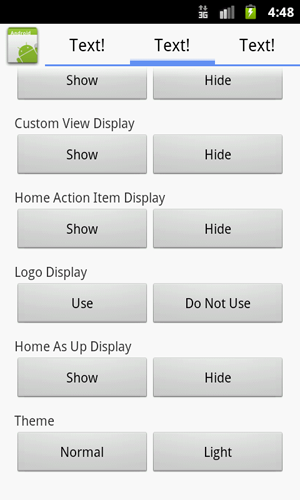 3G 4:48
Android
Text! Text! Text!
Show Hide
Custom View Display
Show Hide
Home Action Item Display
Show Hide
Logo Display
Use Do Not Use
Home As Up Display
Show Hide
Theme
Normal Light